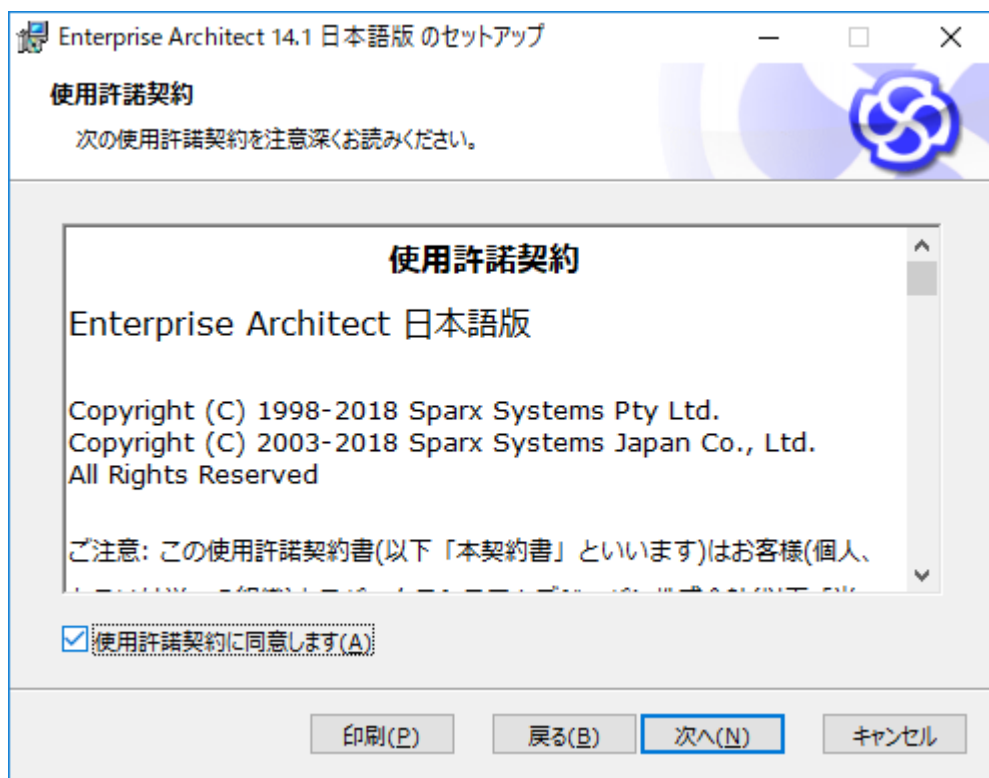 Enterprise Architect 14.1 日本語版 のセットアップ
使用許諾契約
次の使用許諾契約を注意深くお読みください。
使用許諾契約
Enterprise Architect 日本語版
Copyright (C) 1998-2018 Sparx Systems Pty Ltd.
Copyright (C) 2003-2018 Sparx Systems Japan Co., Ltd.
All Rights Reserved
ご注意: この使用許諾契約書(以下「本契約書」といいます)はお客様(個人、
使用許諾契約に同意します(A)
印刷(P) 戻る(B) 次へ(N) キャンセル